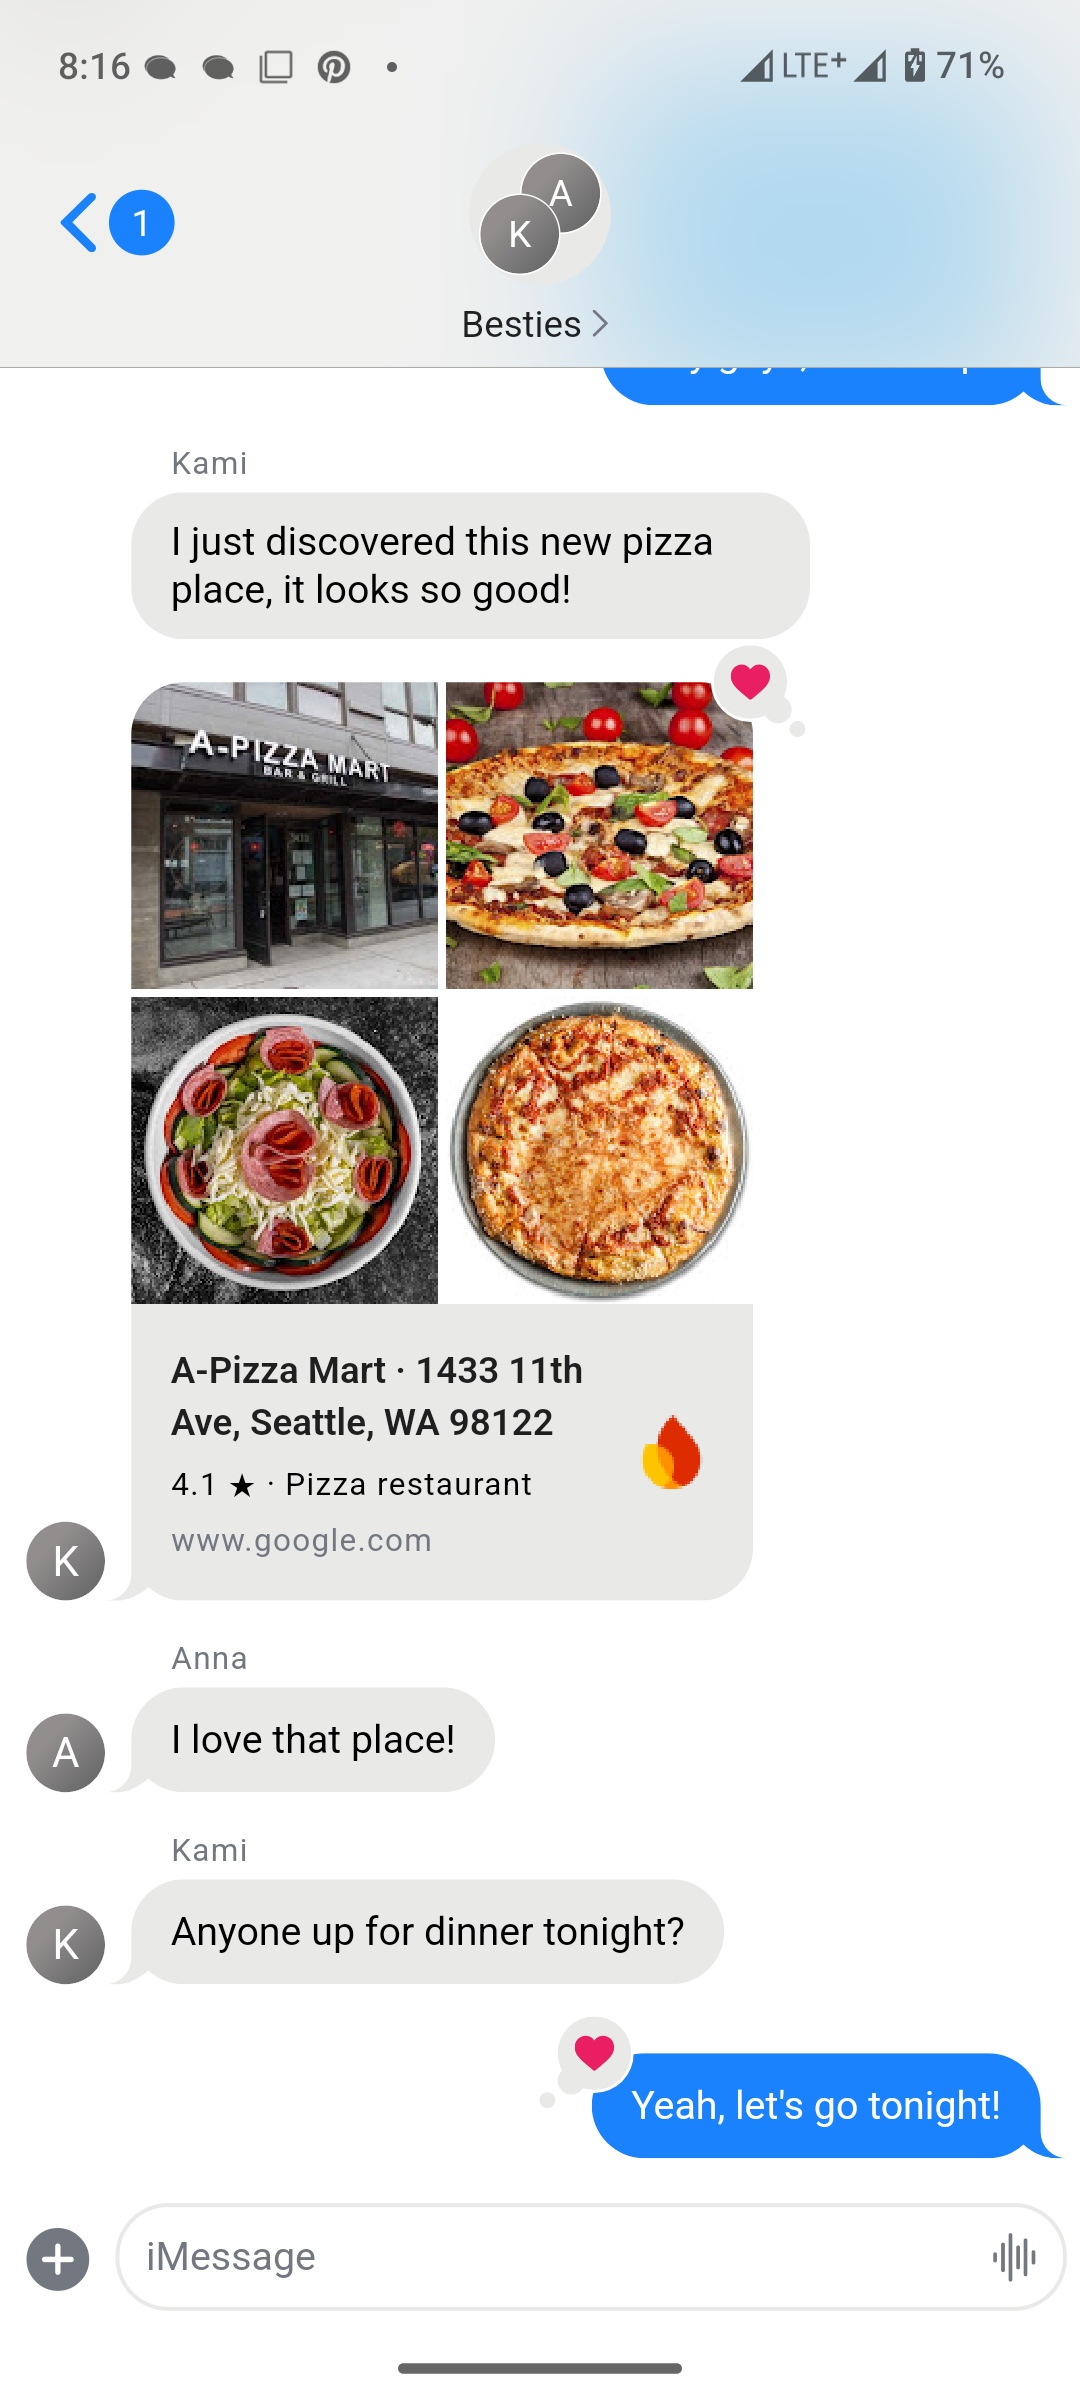 8:16
LTE+ 71%
1
A
K
Besties
Kami
I just discovered this new pizza
place, it looks so good!
A-PIZZA MART
BAR & GRILL
A-Pizza Mart · 1433 11th
Ave, Seattle, WA 98122
4.1 ★ · Pizza restaurant
www.google.com
K
Anna
I love that place!
A
Kami
Anyone up for dinner tonight?
K
Yeah, let's go tonight!
iMessage